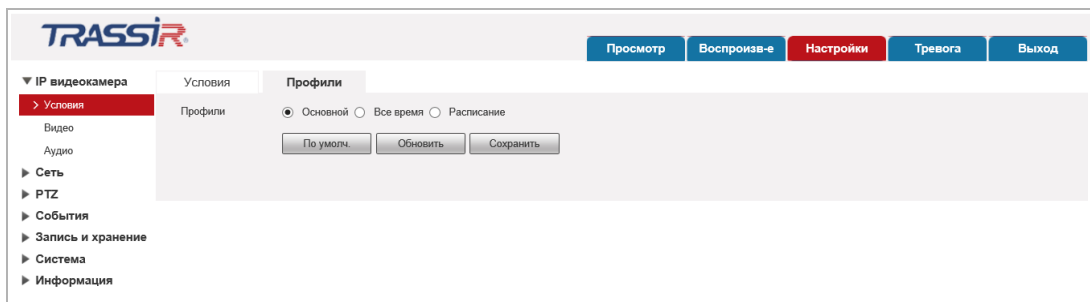 TRASSIR
Просмотр Воспроизв-е Настройки Тревога Выход
IP видеокамера Условия Профили
Условия
Профили Основной Все время Расписание
Видео
По умолч. Обновить Сохранить
Аудио
Сеть
PTZ
События
Запись и хранение
Система
Информация